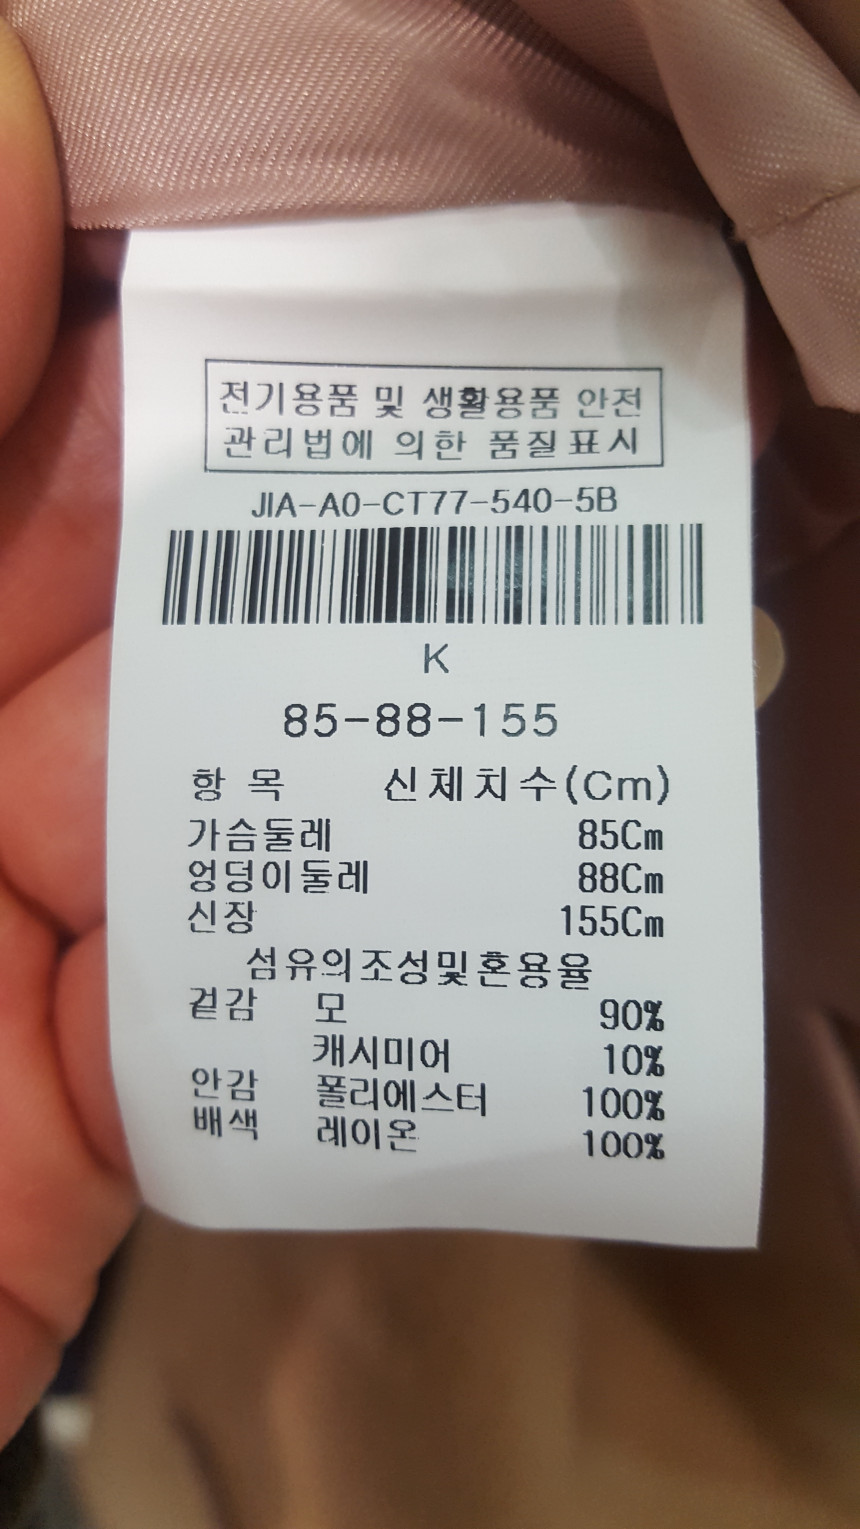 전기용품 및 생활용품 안전
관리법에 의한 품질표시
JIA-A0-CT77-540-5B
K
85-88-155
항 목 신체치수(Cm)
가슴둘레 85Cm
엉덩이둘레 88Cm
신장 155Cm
섬유의조성및혼용율
겉감 모 90%
캐시미어 10%
안감 폴리에스터 100%
배색 레이온 100%